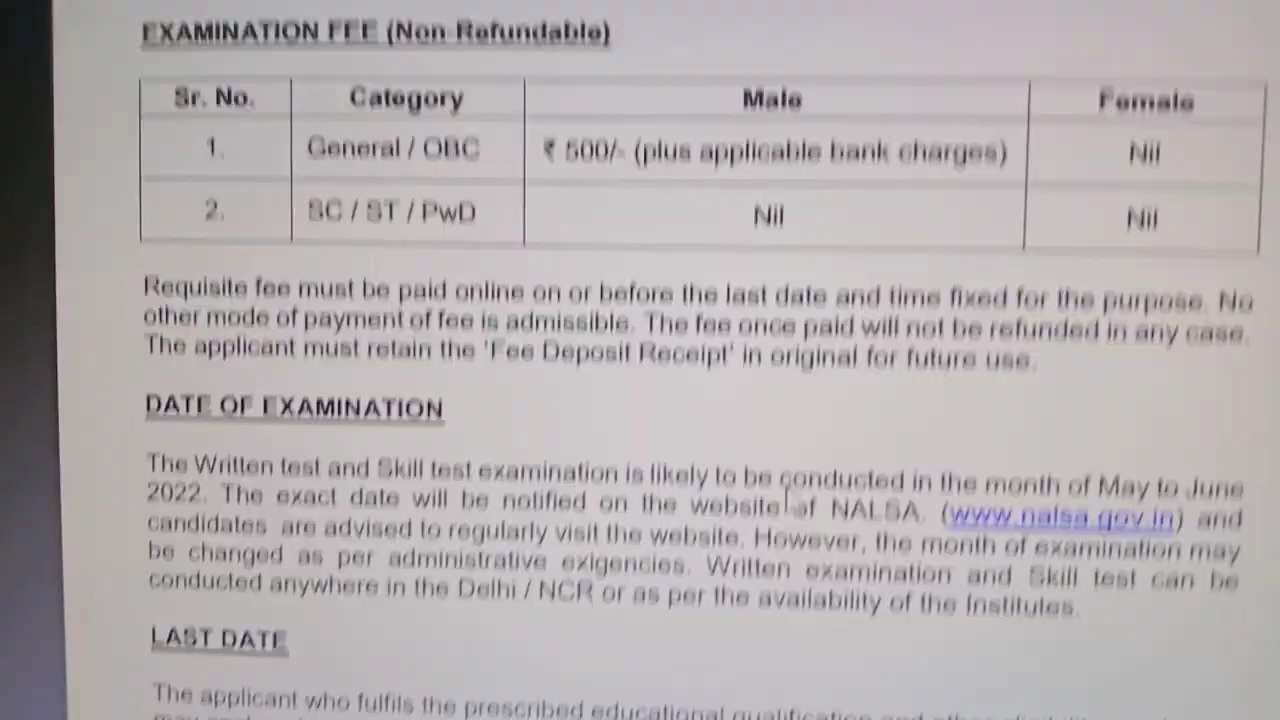 EXAMINATION FEE (Non-Refundable)
Sr. No. Category Male Female
1. General / OBC ₹ 500/- (plus applicable bank charges) Nil
2. SC / ST / PwD Nil Nil
Requisite fee must be paid online on or before the last date and time fixed for the purpose. No
other mode of payment of fee is admissible. The fee once paid will not be refunded in any case.
The applicant must retain the 'Fee Deposit Receipt' in original for future use.
DATE OF EXAMINATION
The Written test and Skill test examination is likely to be conducted in the month of May to June
2022. The exact date will be notified on the website of NALSA. (www.nalsa.gov.in) and
candidates are advised to regularly visit the website. However, the month of examination may
be changed as per administrative exigencies. Written examination and Skill test can be
conducted anywhere in the Delhi / NCR or as per the availability of the Institutes.
LAST DATE
The applicant who fulfils the prescribed educational qualification and other